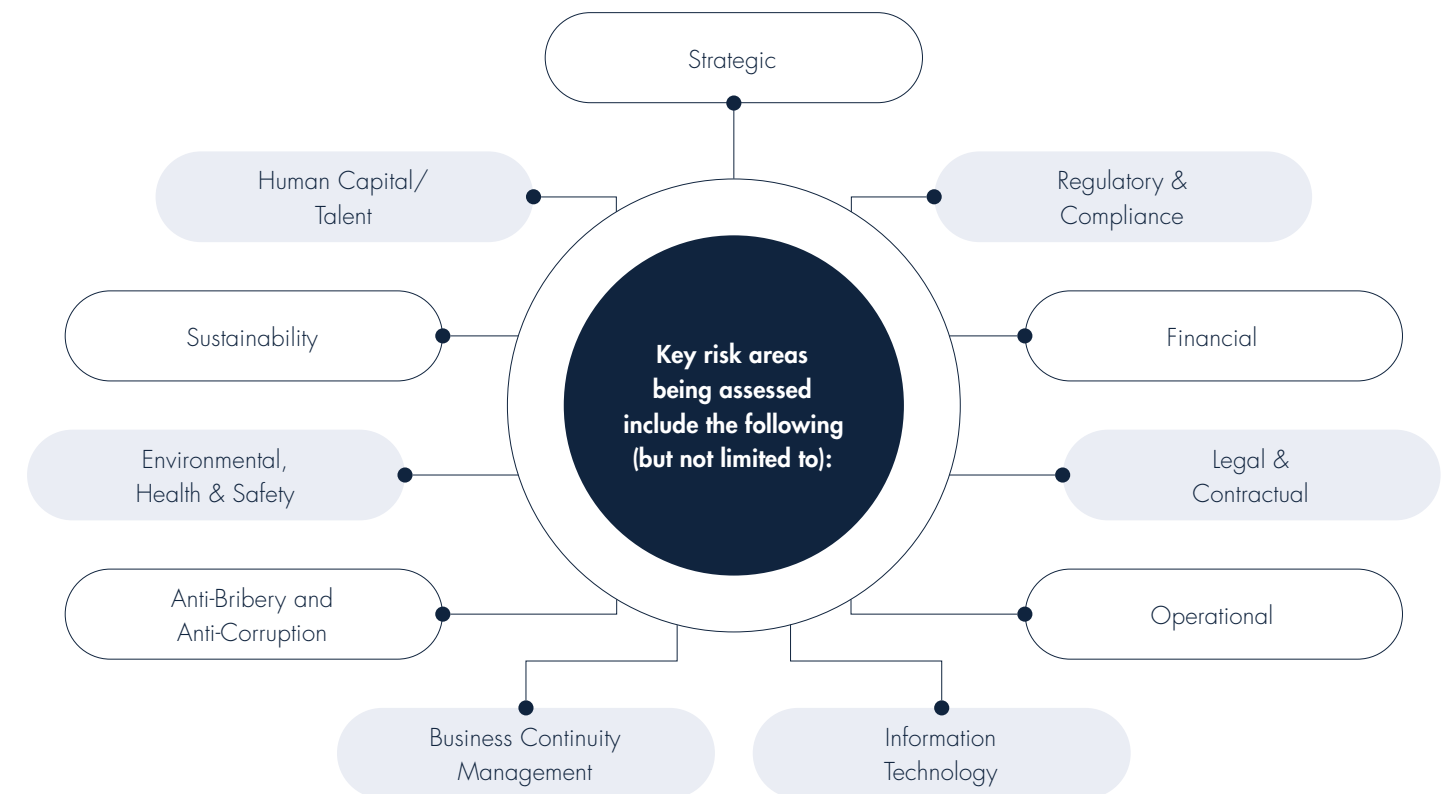 Strategic
Human Capital/
Talent
Regulatory &
Compliance
Sustainability
Financial
Key risk areas
being assessed
include the following
(but not limited to):
Environmental,
Health & Safety
Legal &
Contractual
Anti-Bribery and
Anti-Corruption
Operational
Business Continuity
Management
Information
Technology